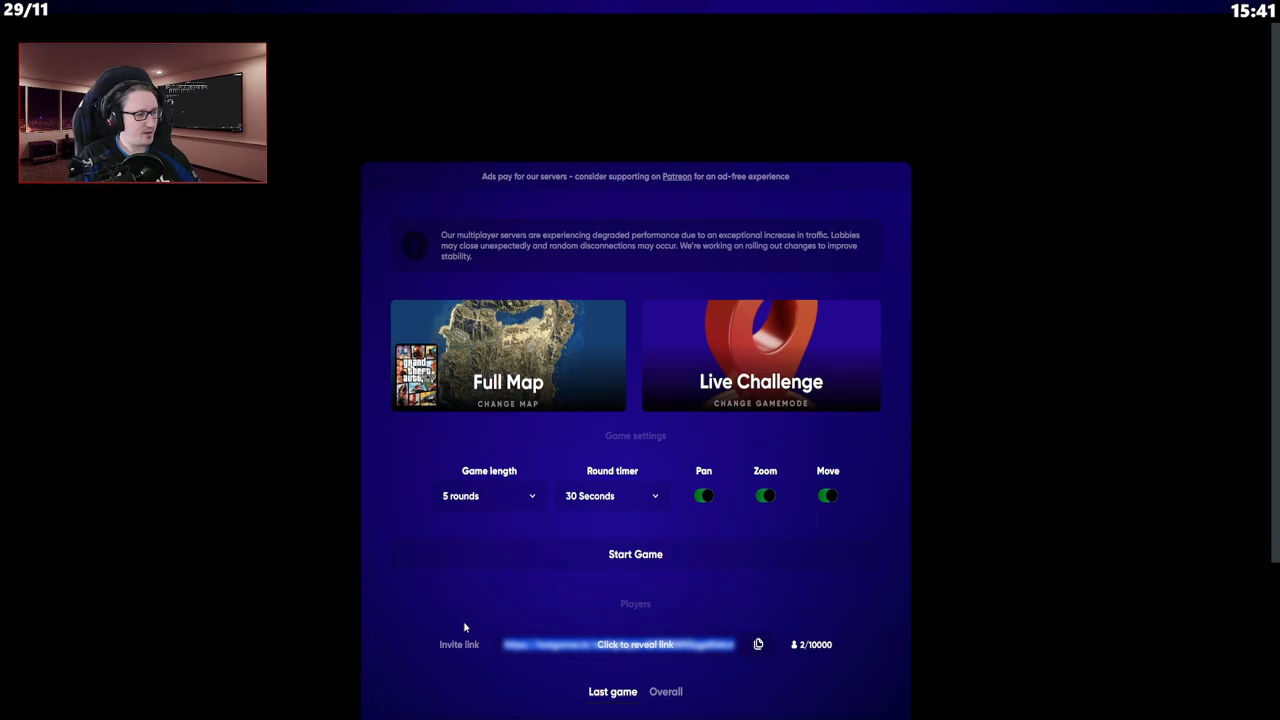 29/11
15:41
Ads pay for our servers - consider supporting on Patreon for an ad-free experience
Our multiplayer servers are experiencing degraded performance due to an exceptional increase in traffic. Lobbies
may close unexpectedly and random disconnections may occur. We're working on rolling out changes to improve
stability.
grand
theft
auto
Full Map
CHANGE MAP
Live Challenge
CHANGE GAMEMODE
Game settings
Game length
Round timer
Pan
Zoom
Move
5 rounds
30 Seconds
Start Game
Players
Invite link
Click to reveal link
2/10000
Last game
Overall